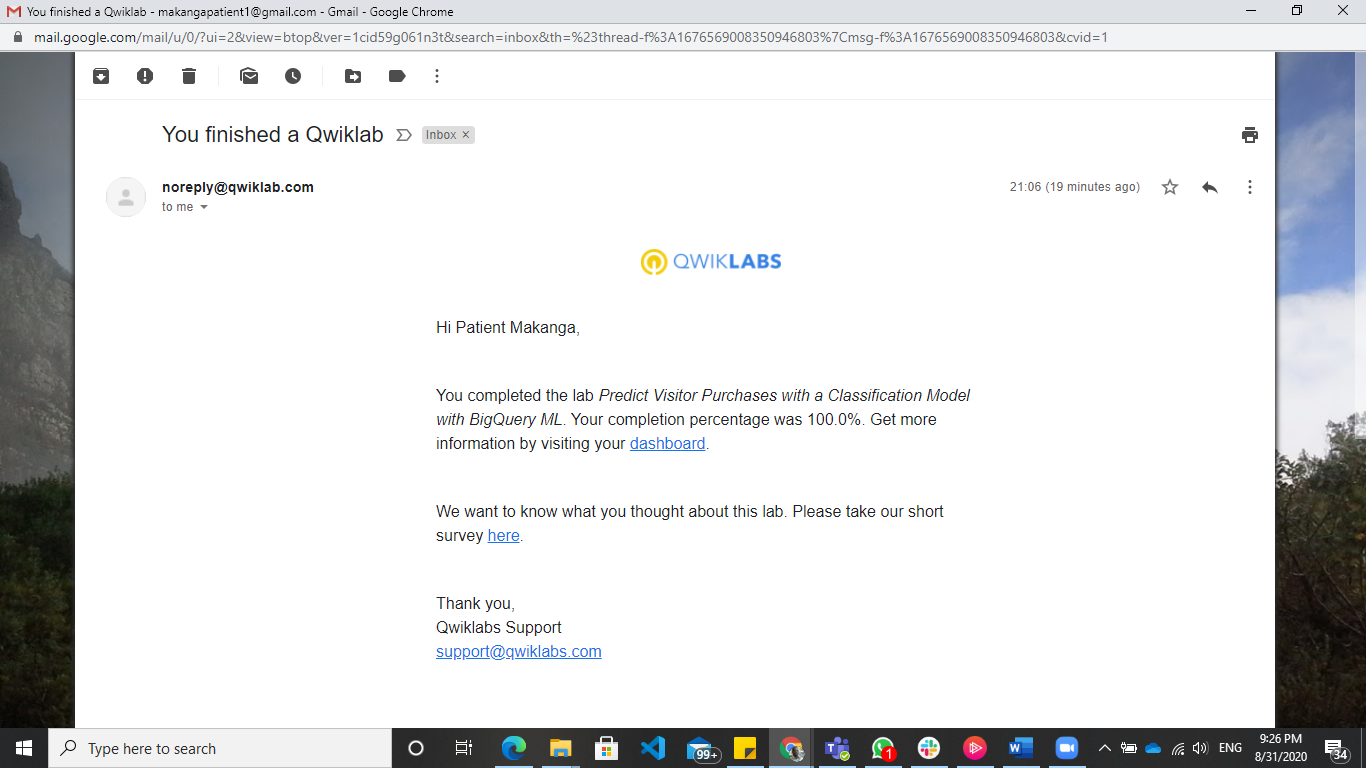 You finished a Qwiklab - makangapatient1@gmail.com - Gmail - Google Chrome
mail.google.com/mail/u/0/?ui=2&view=btop&ver=1cid59g061n3t&search=inbox&th=%23thread-f%3A1676569008350946803%7Cmsg-f%3A1676569008350946803&cvid=1
You finished a Qwiklab Inbox ×
noreply@qwiklab.com 21:06 (19 minutes ago)
to me
QWIKLABS
Hi Patient Makanga,
You completed the lab Predict Visitor Purchases with a Classification Model
with BigQuery ML. Your completion percentage was 100.0%. Get more
information by visiting your dashboard.
We want to know what you thought about this lab. Please take our short
survey here.
Thank you,
Qwiklabs Support
support@qwiklabs.com
Type here to search 99+ 1 ENG 9:26 PM
8/31/2020 34